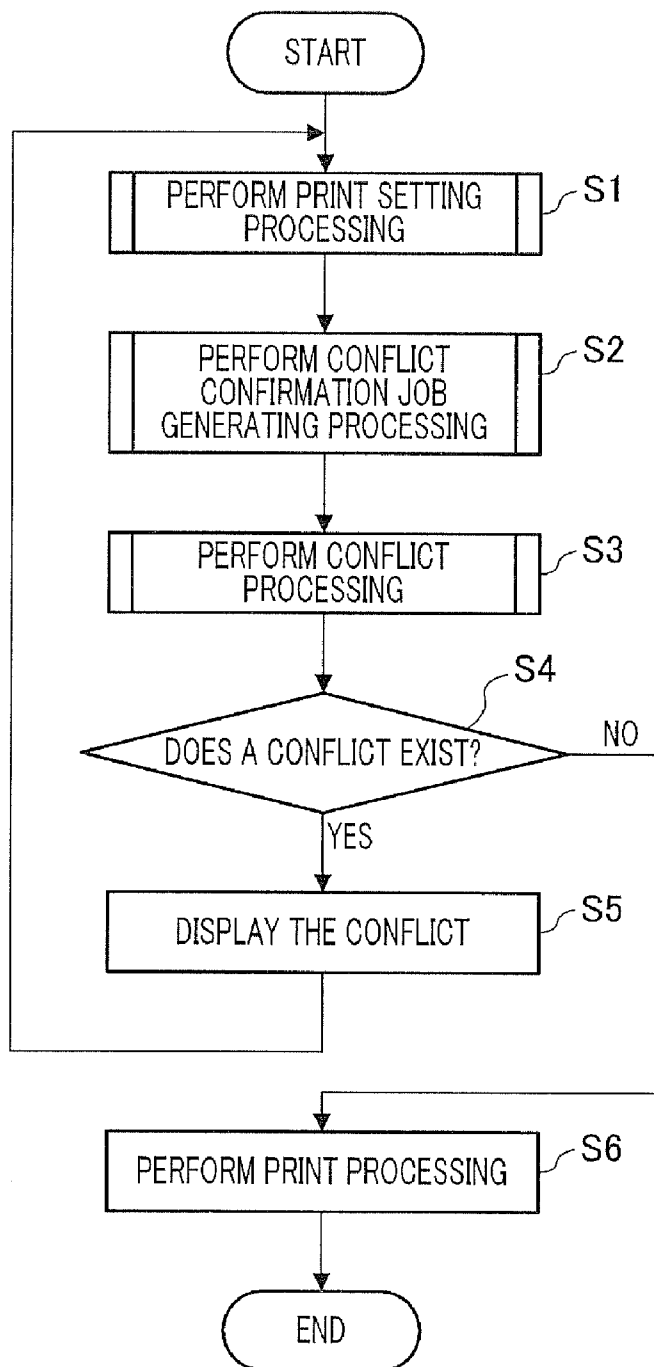 START
PERFORM PRINT SETTING
PROCESSING
S1
PERFORM CONFLICT
CONFIRMATION JOB
GENERATING PROCESSING
S2
PERFORM CONFLICT
PROCESSING
S3
S4
DOES A CONFLICT EXIST?
NO
YES
DISPLAY THE CONFLICT
S5
PERFORM PRINT PROCESSING
S6
END